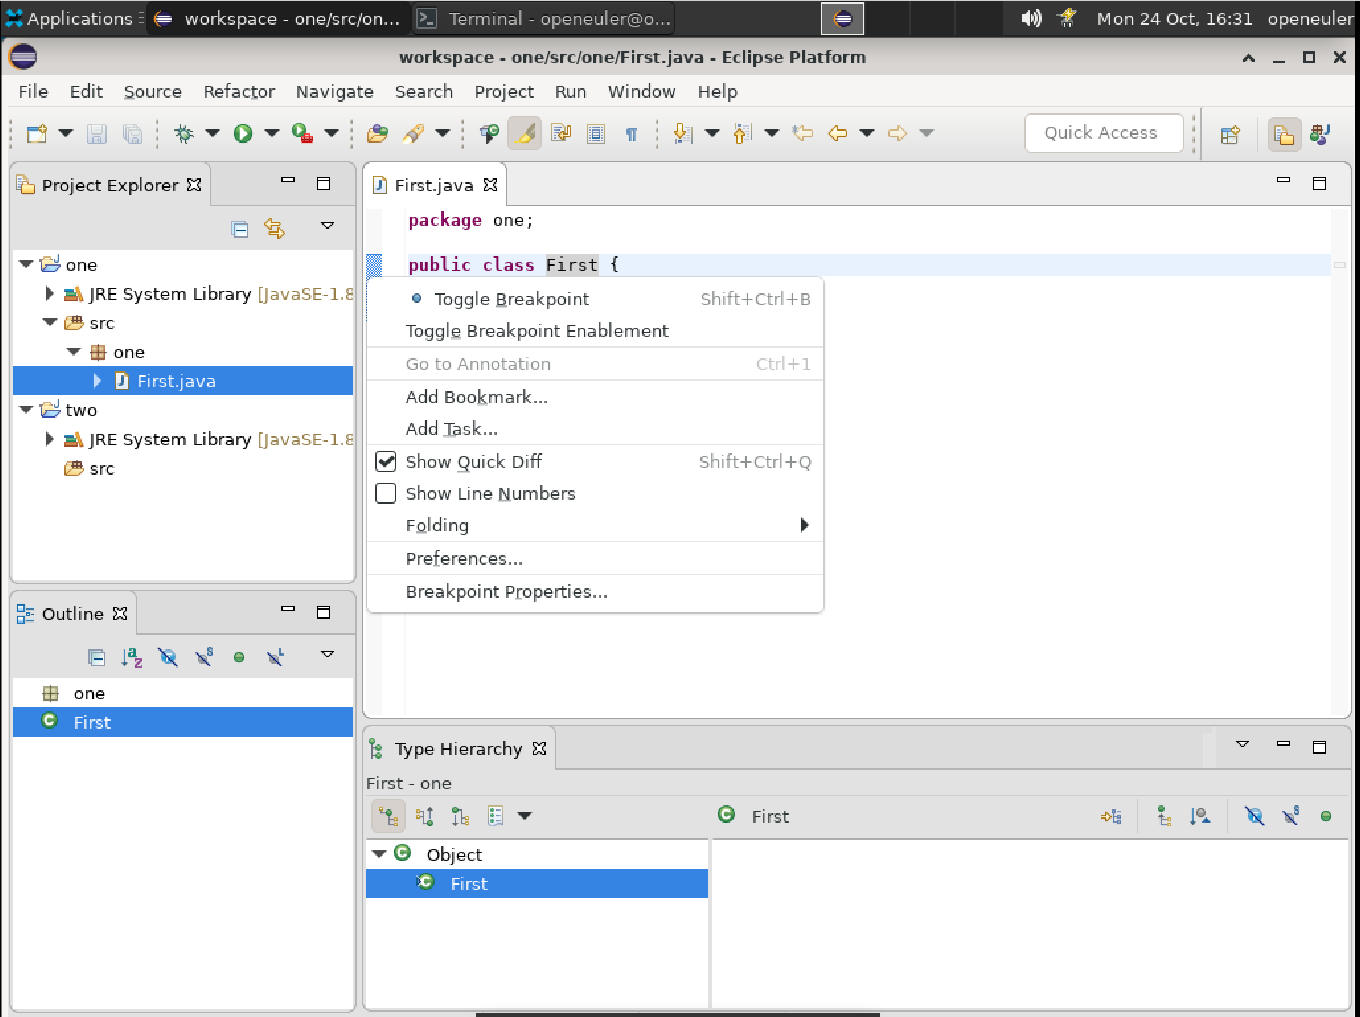 Applications
workspace - one/src/on...
Terminal - openeuler@o...
Mon 24 Oct, 16:31
openeuler
workspace - one/src/one/First.java - Eclipse Platform
File Edit Source Refactor Navigate Search Project Run Window Help
Quick Access
Project Explorer
one
JRE System Library [JavaSE-1.8
src
one
First.java
two
JRE System Library [JavaSE-1.8
src
First.java
package one;
public class First {
Toggle Breakpoint Shift+Ctrl+B
Toggle Breakpoint Enablement
Go to Annotation Ctrl+1
Add Bookmark...
Add Task...
Show Quick Diff Shift+Ctrl+Q
Show Line Numbers
Folding
Preferences...
Breakpoint Properties...
Outline
one
First
Type Hierarchy
First - one
First
Object
First